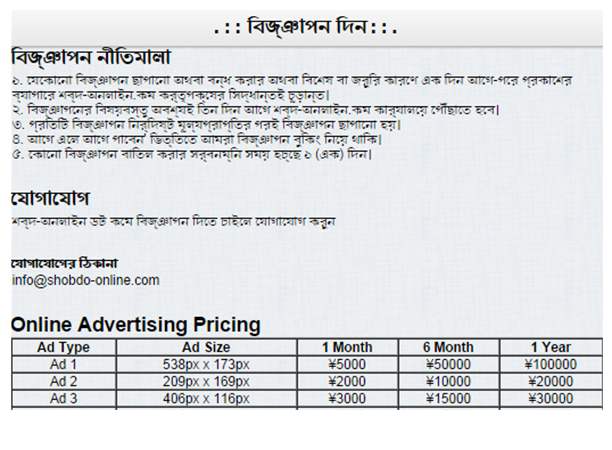 .:: বিজ্ঞাপন দিন::.
বিজ্ঞাপন নীতিমালা
১. যেকোনো বিজ্ঞাপন ছাপানো অথবা বন্ধ করার অথবা বিশেষ বা জরুরি কারণে এক দিন আগে-পরে প্রকাশের
ব্যাপারে শব্দ-অনলাইন.কম কর্তৃপক্ষের সিদ্ধান্তই চূড়ান্ত।
২. বিজ্ঞাপনের বিষয়বস্তু অবশ্যই তিন দিন আগে শব্দ-অনলাইন.কম কার্যালয়ে পৌঁছাতে হবে।
৩. প্রতিটি বিজ্ঞাপন নির্দিষ্ট মূল্যপ্রাপ্তির পরই বিজ্ঞাপন ছাপানো হয়।
৪. আগে এলে আগে পাবেন' ভিত্তিতে আমরা বিজ্ঞাপন বুকিং নিয়ে থাকি।
৫. কোনো বিজ্ঞাপন বাতিল করার সর্বনম্নি সময় হচ্ছে ১ (এক) দিন।
যোগাযোগ
শব্দ-অনলাইন ডট কমে বিজ্ঞাপন দিতে চাইলে যোগাযোগ করুন
যোগাযোগের ঠিকানা
info@shobdo-online.com
Online Advertising Pricing
Ad Type Ad Size 1 Month 6 Month 1 Year
Ad 1 538px x 173px ¥5000 ¥50000 ¥100000
Ad 2 209px x 169px ¥2000 ¥10000 ¥20000
Ad 3 406px x 116px ¥3000 ¥15000 ¥30000